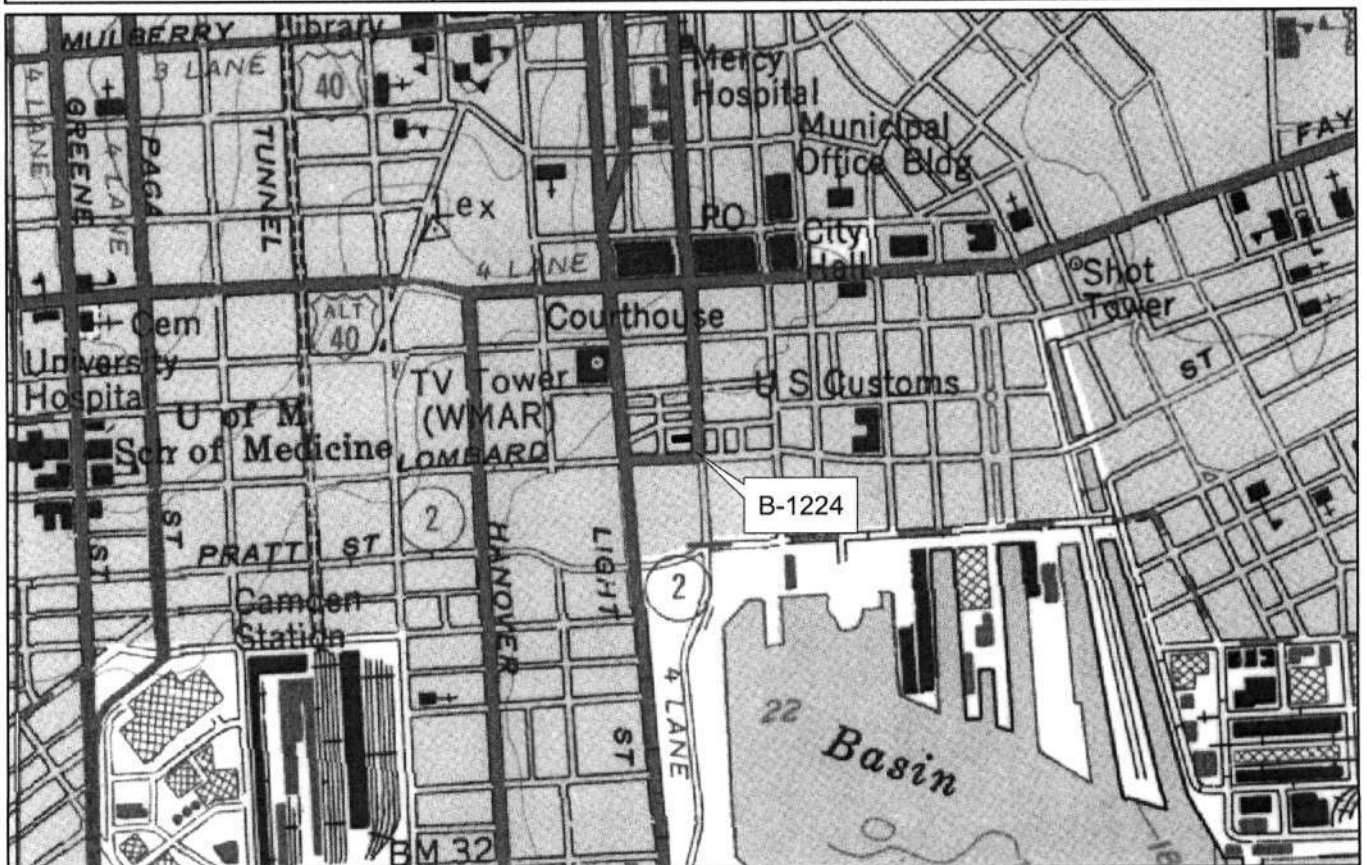 MULBERRY
Library
3 LANE
4 LANE
40
Mercy
Hospital
Municipal
Office Bldg
FAY
GREENE
4 LANE
PACA
TUNNEL
Lex
PO
City
Hall
4 LANE
Shot
Tower
Courthouse
Cem
ALT
40
University
Hospital
TV Tower
(WMAR)
U S Customs
ST
U of M
Sch of Medicine
LOMBARD
B-1224
2
HANOVER
LIGHT
ST
ST
PRATT ST
2
Camden
Station
4 LANE
ST
22
Basin
BM 32
18